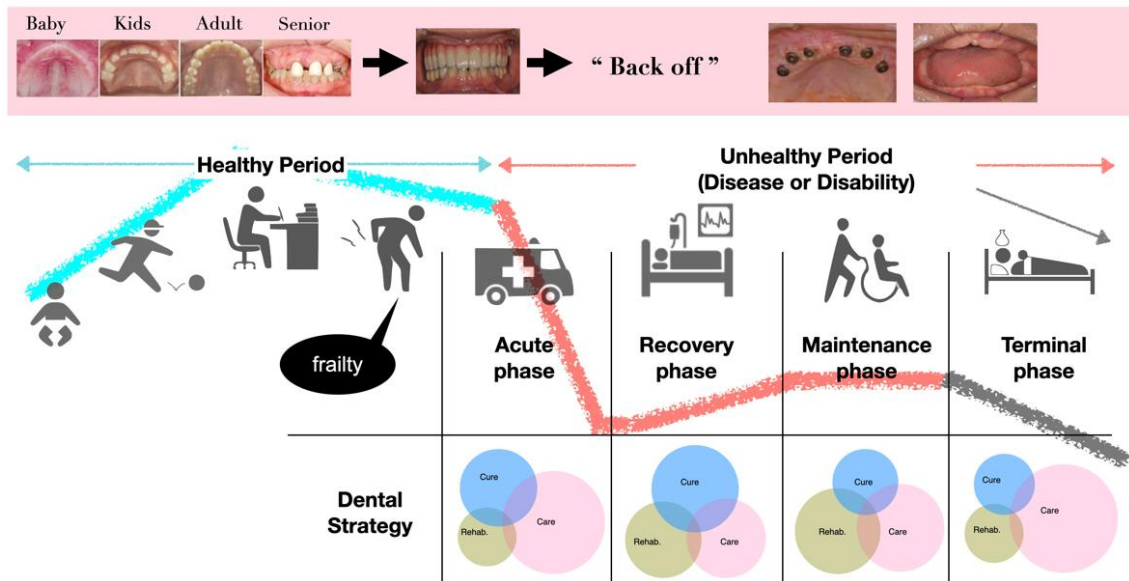 Baby Kids Adult Senior
“ Back off ”
Healthy Period
Unhealthy Period
(Disease or Disability)
frailty
Acute
phase
Recovery
phase
Maintenance
phase
Terminal
phase
Dental
Strategy
Cure
Care
Rehab.
Cure
Care
Rehab.
Cure
Care
Rehab.
Cure
Care
Rehab.